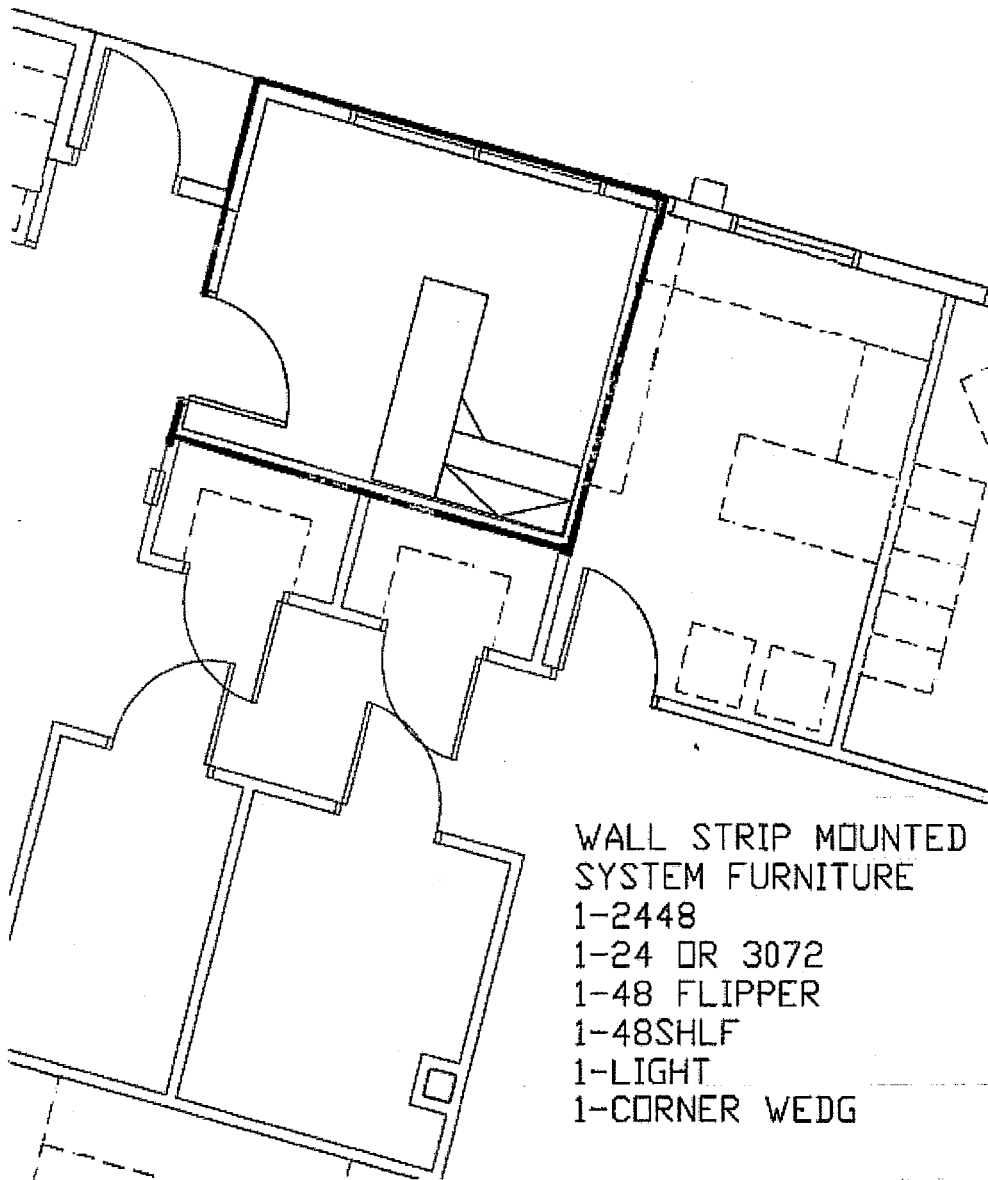 WALL STRIP MOUNTED
SYSTEM FURNITURE
1-2448
1-24 OR 3072
1-48 FLIPPER
1-48SHLF
1-LIGHT
1-CORNER WEDG